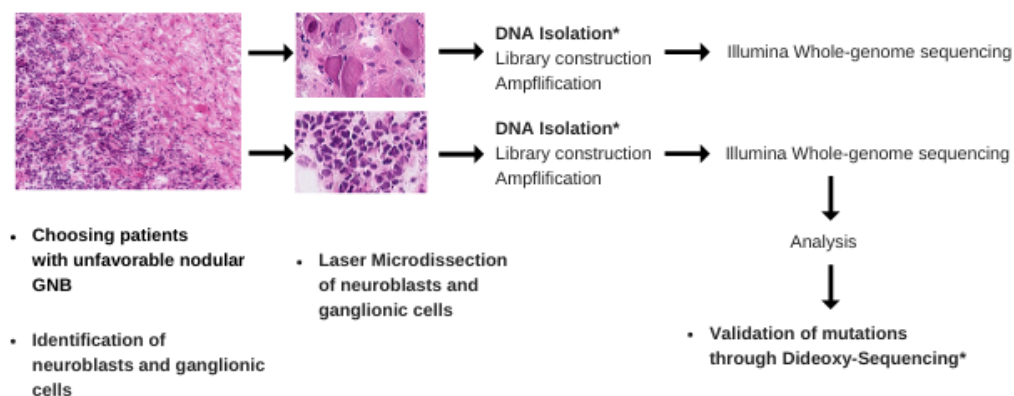 DNA Isolation*
Library construction
Ampflification
Illumina Whole-genome sequencing
DNA Isolation*
Library construction
Ampflification
Illumina Whole-genome sequencing
Analysis
• Choosing patients
with unfavorable nodular
GNB
• Laser Microdissection
of neuroblasts and
ganglionic cells
• Identification of
neuroblasts and ganglionic
cells
• Validation of mutations
through Dideoxy-Sequencing*